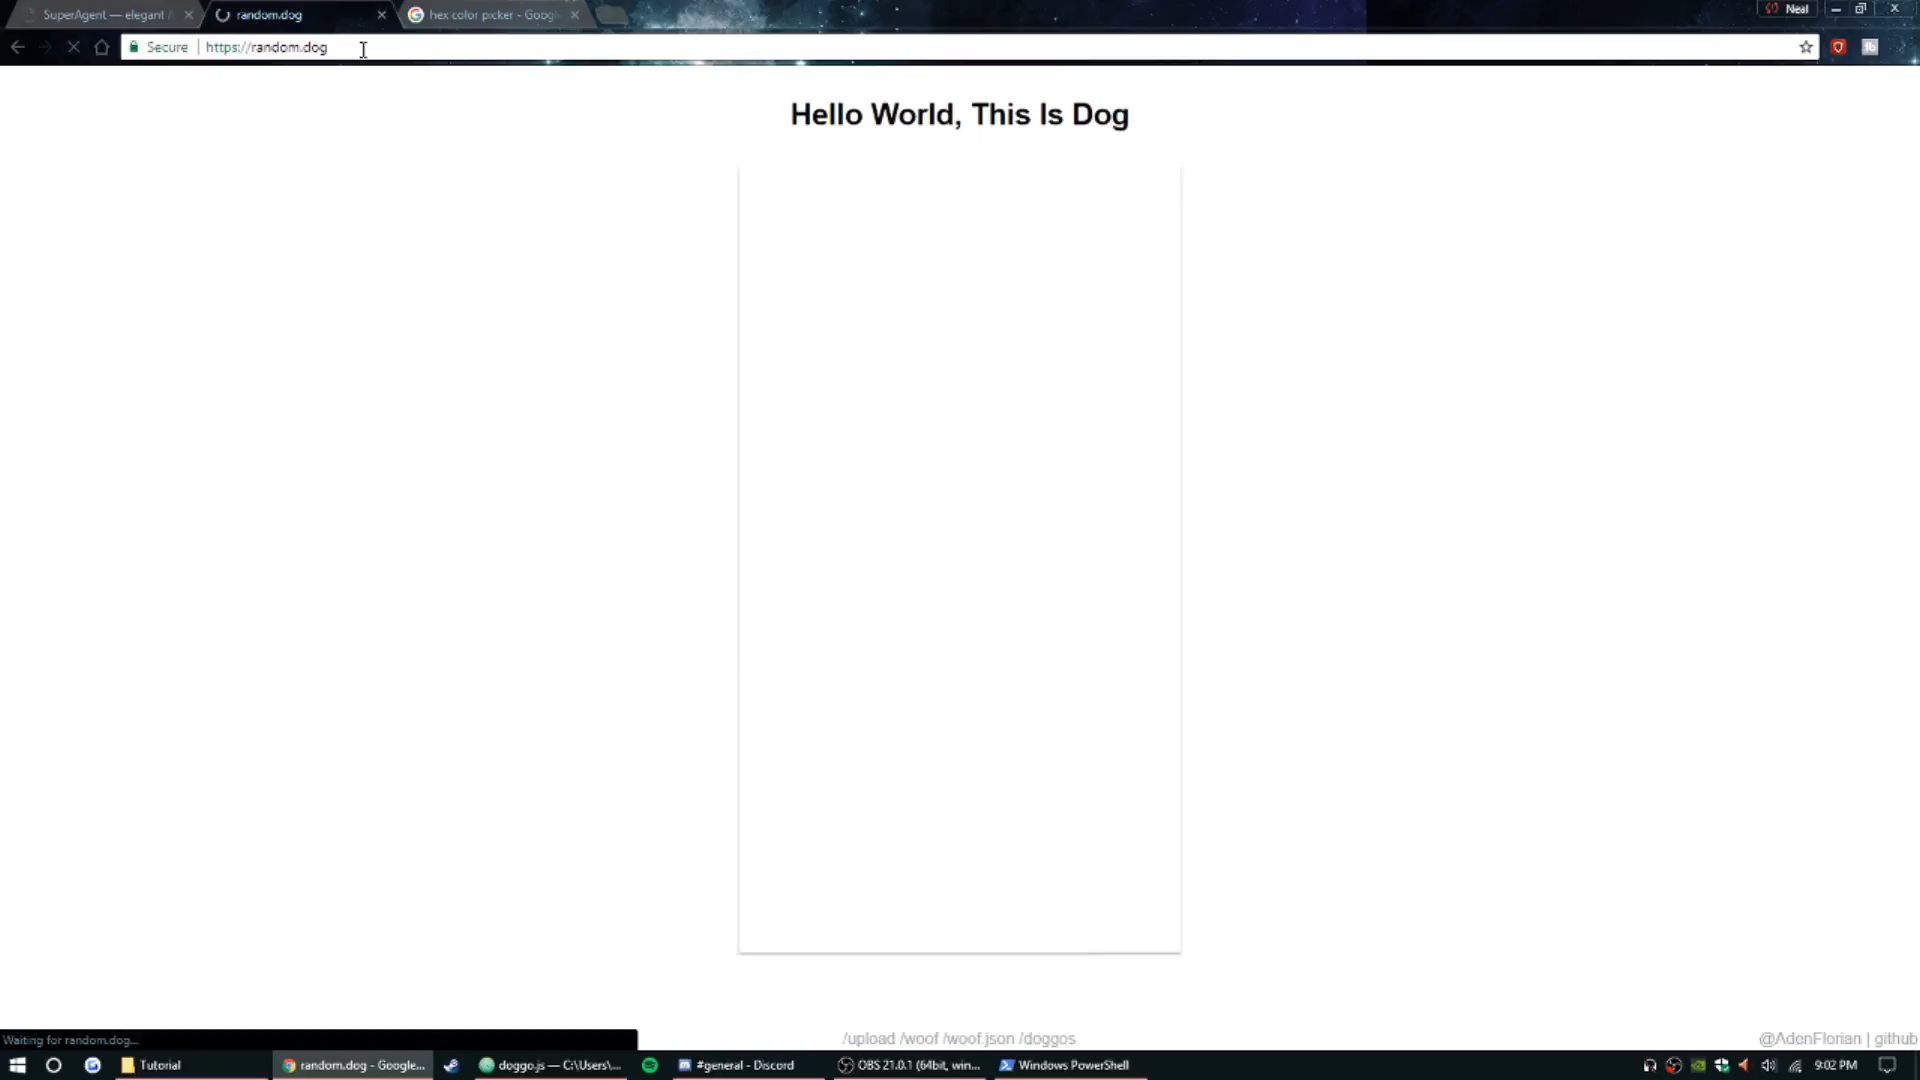 SuperAgent — elegant /
random.dog
hex color picker - Googl
Neal
Secure
https://random.dog
Hello World, This Is Dog
/upload /woof /woof.json /doggos
@AdenFlorian | github
Waiting for random.dog...
Tutorial
random.dog - Google...
doggo.js — C:\Users\...
#general - Discord
OBS 21.0.1 (64bit, win...
Windows PowerShell
9:02 PM